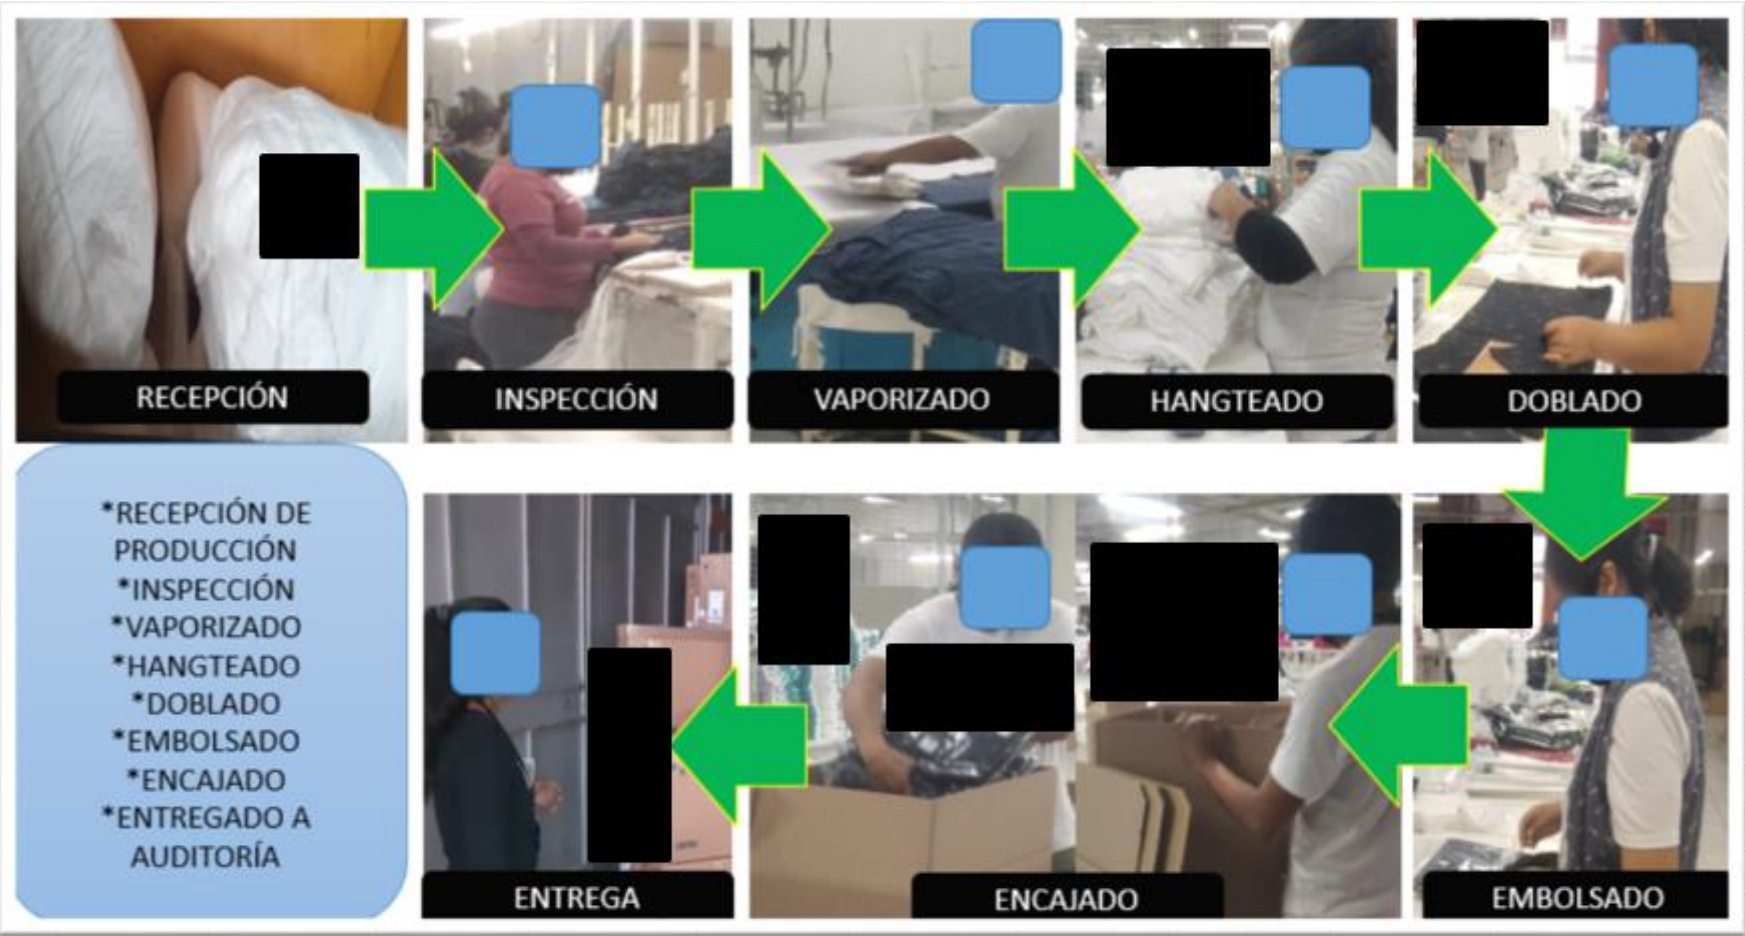 RECEPCIÓN
INSPECCIÓN
VAPORIZADO
HANGTEADO
DOBLADO
*RECEPCIÓN DE
PRODUCCIÓN
*INSPECCIÓN
*VAPORIZADO
*HANGTEADO
*DOBLADO
*EMBOLSADO
*ENCAJADO
*ENTREGADO A
AUDITORÍA
ENTREGA
ENCAJADO
EMBOLSADO